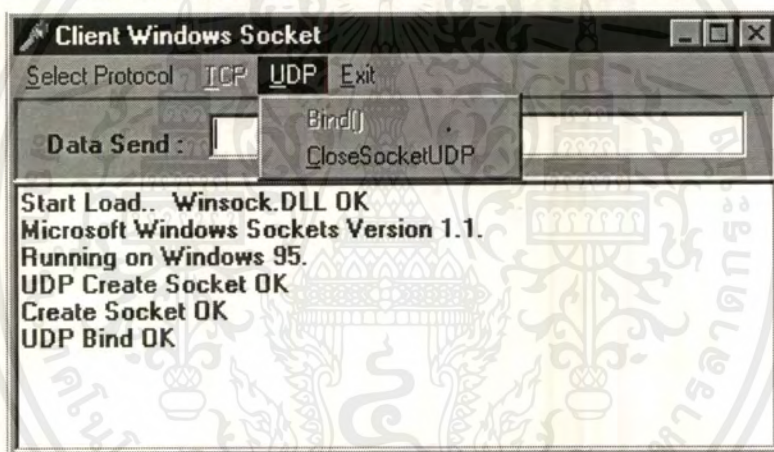 Client Windows Socket
Select Protocol TCP UDP Exit
Bind()
CloseSocketUDP
Data Send :
Start Load.. Winsock.DLL OK
Microsoft Windows Sockets Version 1.1.
Running on Windows 95.
UDP Create Socket OK
Create Socket OK
UDP Bind OK